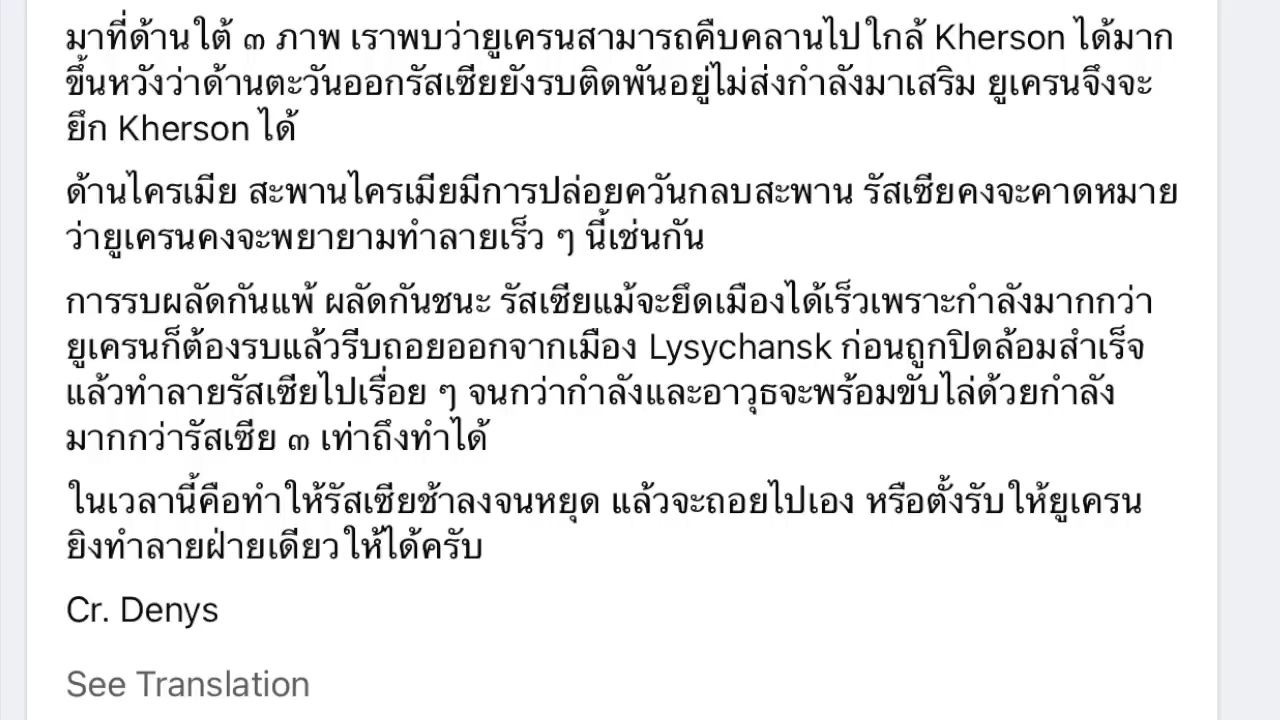 มาที่ด้านใต้ ๓ ภาพ เราพบว่ายูเครนสามารถคืบคลานไปใกล้ Kherson ได้มาก
ขึ้นหวังว่าด้านตะวันออกรัสเซียยังรบติดพันอยู่ไม่ส่งกำลังมาเสริม ยูเครนจึงจะ
ยึก Kherson ได้
ด้านไครเมีย สะพานไครเมียมีการปล่อยควันกลบสะพาน รัสเซียคงจะคาดหมาย
ว่ายูเครนคงจะพยายามทำลายเร็ว ๆ นี้เช่นกัน
การรบผลัดกันแพ้ ผลัดกันชนะ รัสเซียแม้จะยึดเมืองได้เร็วเพราะกำลังมากกว่า
ยูเครนก็ต้องรบแล้วรีบถอยออกจากเมือง Lysychansk ก่อนถูกปิดล้อมสำเร็จ
แล้วทำลายรัสเซียไปเรื่อย ๆ จนกว่ากำลังและอาวุธจะพร้อมขับไล่ด้วยกำลัง
มากกว่ารัสเซีย ๓ เท่าถึงทำได้
ในเวลานี้คือทำให้รัสเซียช้าลงจนหยุด แล้วจะถอยไปเอง หรือตั้งรับให้ยูเครน
ยิงทำลายฝ่ายเดียวให้ได้ครับ
Cr. Denys
See Translation